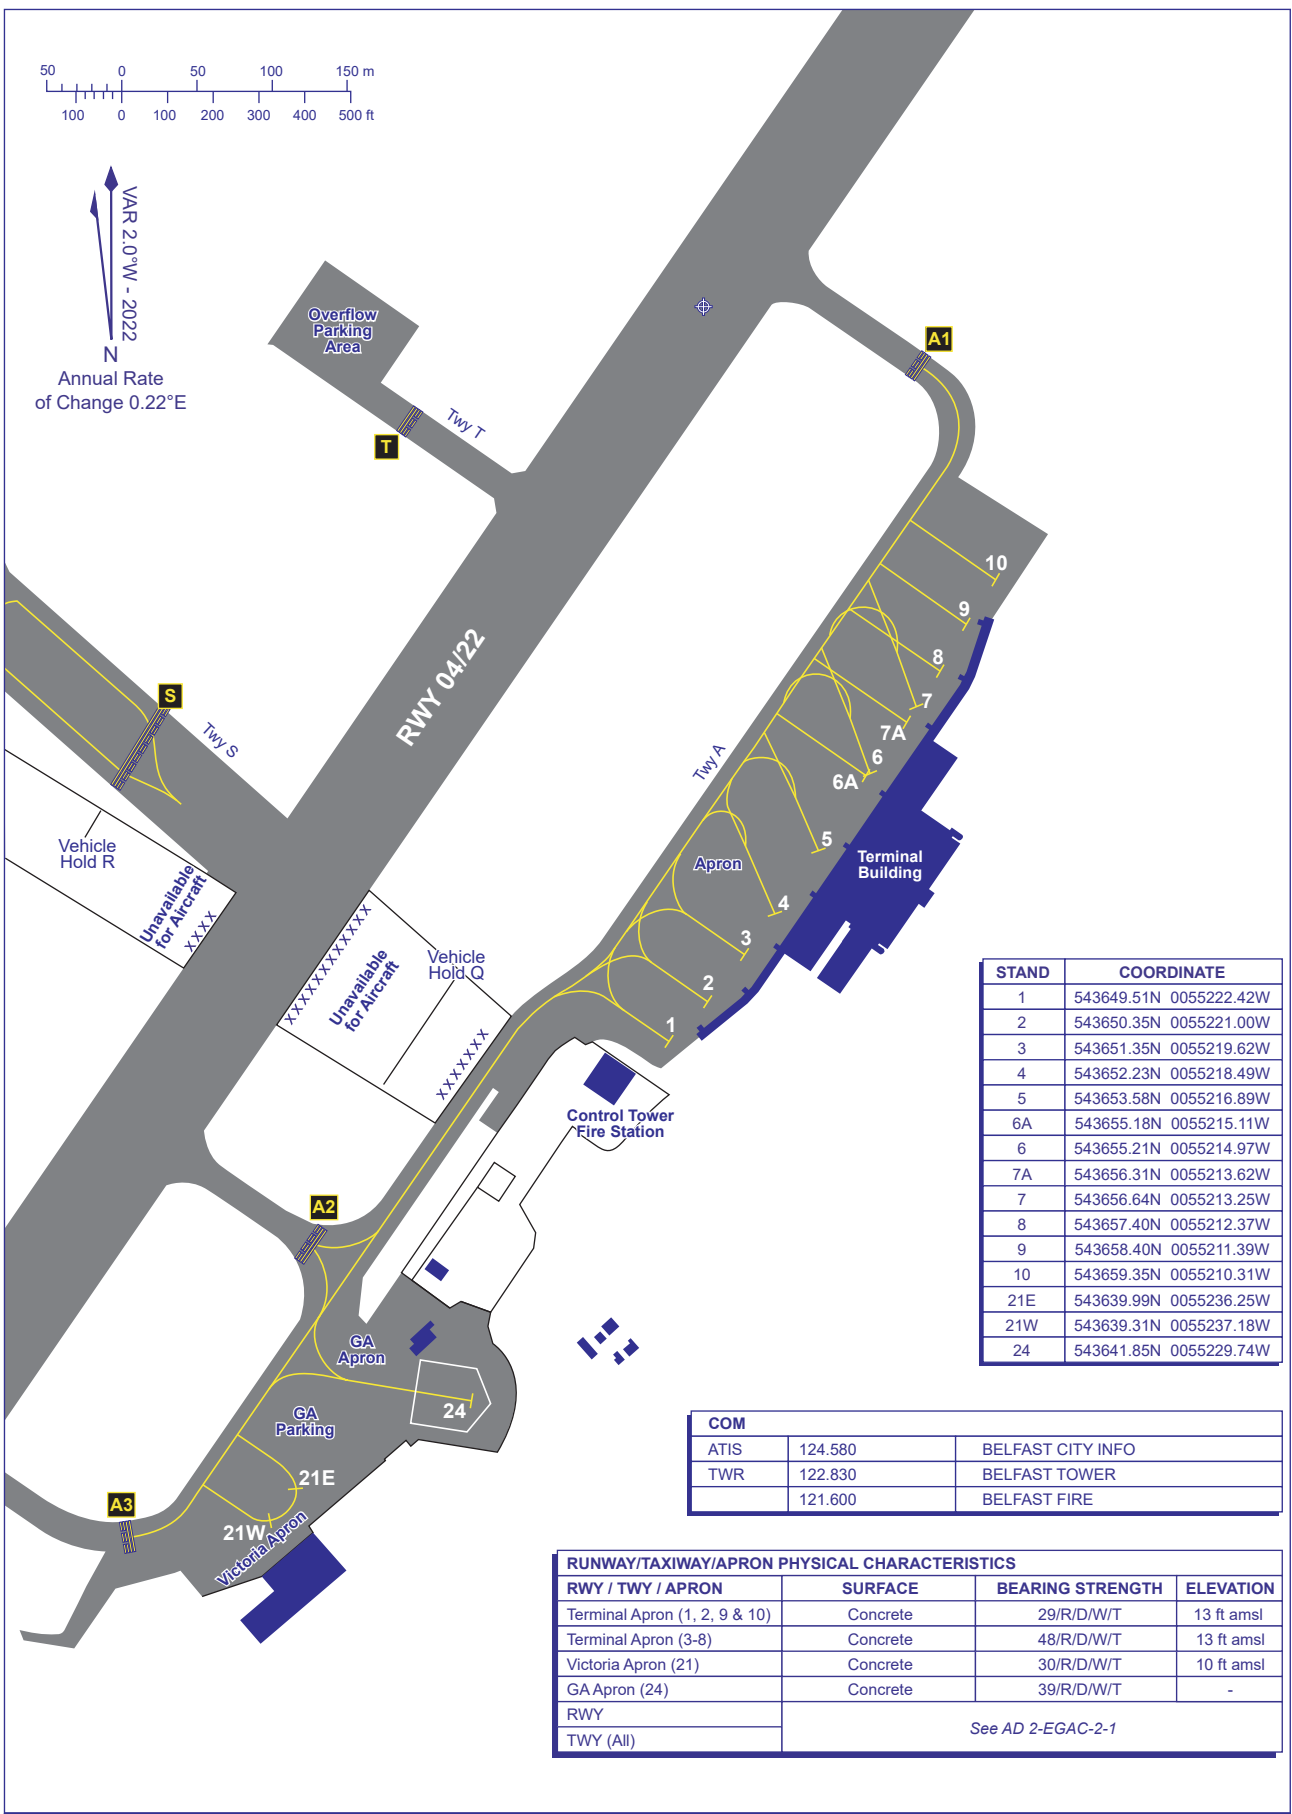 50 0 50 100 150 m
100 0 100 200 300 400 500 ft
VAR 2.0°W - 2022
N
Annual Rate
of Change 0.22°E
Overflow
Parking
Area
A1
T
Twy T
10
9
8
7
7A
6
6A
5
4
3
2
1
RWY 04/22
S
Twy S
Twy A
Vehicle
Hold R
Unavailable
for Aircraft
XXXX
Apron
Terminal
Building
XXXXXXXXXXXX
Unavailable
for Aircraft
Vehicle
Hold Q
XXXXXXX
Control Tower
Fire Station
A2
GA
Apron
24
GA
Parking
21E
21W
A3
Victoria Apron
STAND COORDINATE
1 543649.51N 0055222.42W
2 543650.35N 0055221.00W
3 543651.35N 0055219.62W
4 543652.23N 0055218.49W
5 543653.58N 0055216.89W
6A 543655.18N 0055215.11W
6 543655.21N 0055214.97W
7A 543656.31N 0055213.62W
7 543656.64N 0055213.25W
8 543657.40N 0055212.37W
9 543658.40N 0055211.39W
10 543659.35N 0055210.31W
21E 543639.99N 0055236.25W
21W 543639.31N 0055237.18W
24 543641.85N 0055229.74W
COM
ATIS 124.580 BELFAST CITY INFO
TWR 122.830 BELFAST TOWER
121.600 BELFAST FIRE
RUNWAY/TAXIWAY/APRON PHYSICAL CHARACTERISTICS
RWY / TWY / APRON SURFACE BEARING STRENGTH ELEVATION
Terminal Apron (1, 2, 9 & 10) Concrete 29/R/D/W/T 13 ft amsl
Terminal Apron (3-8) Concrete 48/R/D/W/T 13 ft amsl
Victoria Apron (21) Concrete 30/R/D/W/T 10 ft amsl
GA Apron (24) Concrete 39/R/D/W/T -
RWY
See AD 2-EGAC-2-1
TWY (All)